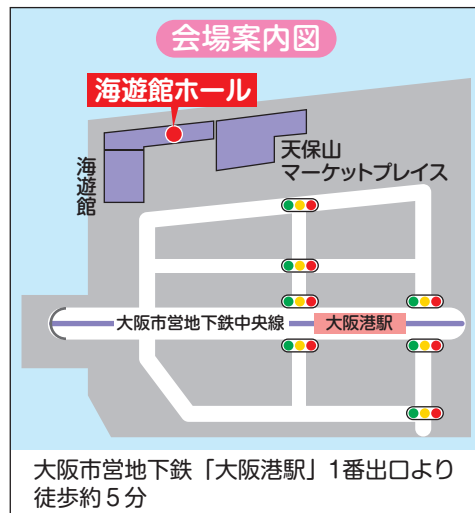 会場案内図
海遊館ホール
海遊館
天保山
マーケットプレイス
大阪市営地下鉄中央線
大阪港駅
大阪市営地下鉄「大阪港駅」1番出口より
徒歩約5分